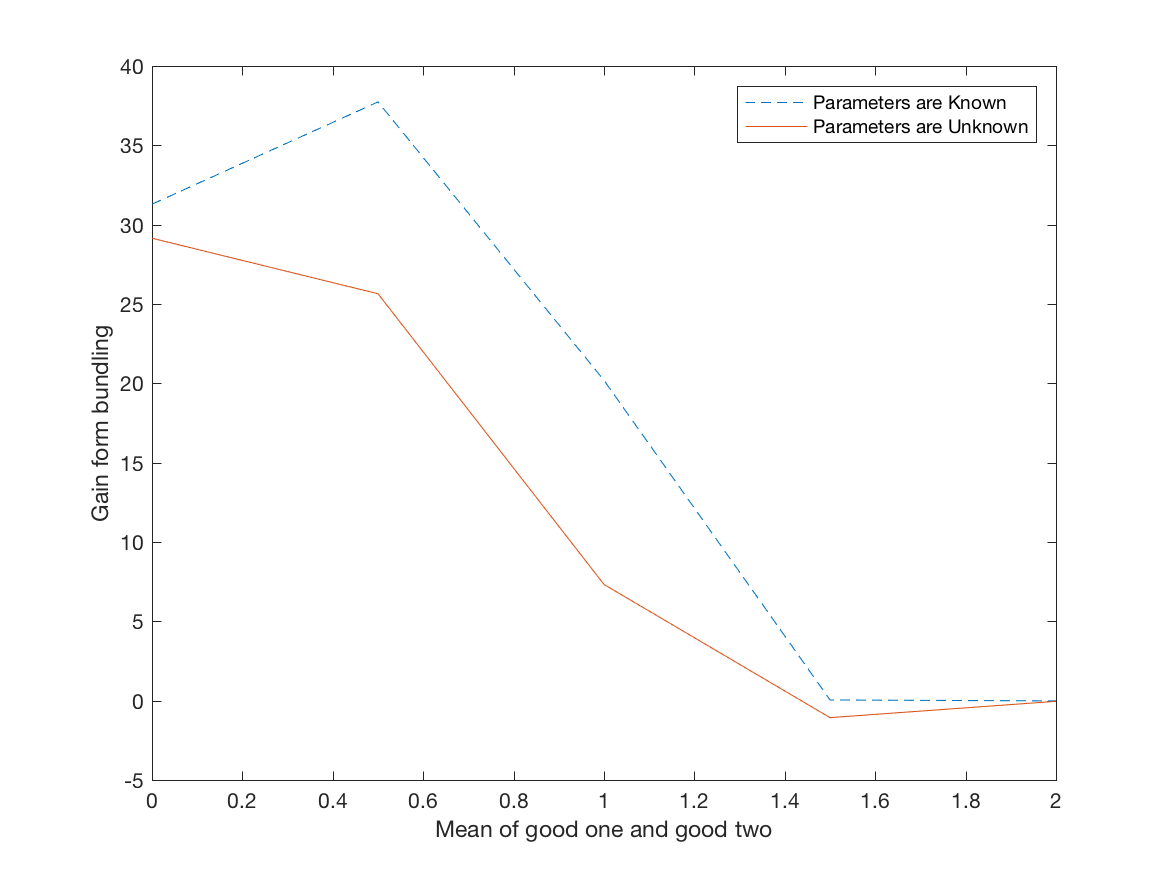 40
35
30
25
20
15
10
5
0
-5
Gain form bundling
Parameters are Known
Parameters are Unknown
0 0.2 0.4 0.6 0.8 1 1.2 1.4 1.6 1.8 2
Mean of good one and good two